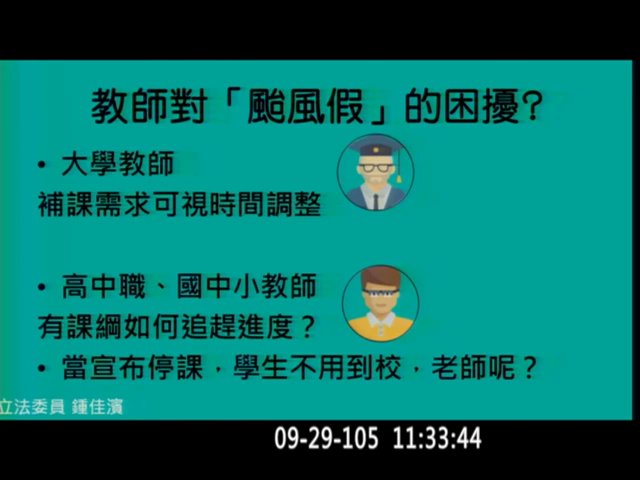 教師對「颱風假」的困擾?
• 大學教師
補課需求可視時間調整
• 高中職、國中小教師
有課綱如何追趕進度？
• 當宣布停課，學生不用到校，老師呢？
立法委員 鍾佳濱
09-29-105 11:33:44